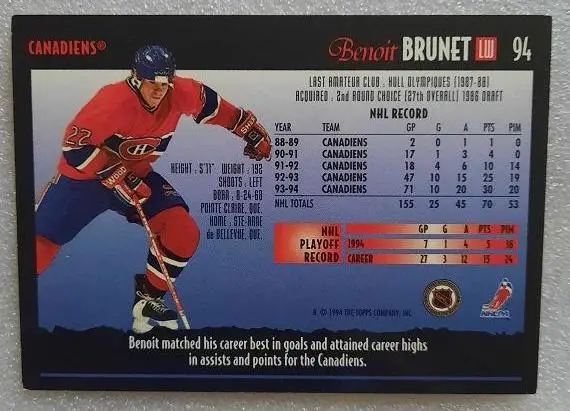 CANADIENS®
Benoit BRUNET LW 94
LAST AMATEUR CLUB : HULL OLYMPIQUES (1987-88)
ACQUIRED : 2nd ROUND CHOICE (27th OVERALL) 1986 DRAFT
NHL RECORD
YEAR TEAM GP G A PTS PIM
88-89 CANADIENS 2 0 1 1 0
90-91 CANADIENS 17 1 3 4 0
91-92 CANADIENS 18 4 6 10 14
92-93 CANADIENS 47 10 15 25 19
93-94 CANADIENS 71 10 20 30 20
NHL TOTALS 155 25 45 70 53
HEIGHT : 5'11" WEIGHT : 192
SHOOTS : LEFT
BORN : 8-24-68
POINTE CLAIRE, QUE.
HOME : STE-ANNE
de BELLEVUE, QUE.
22
NHL PLAYOFF RECORD
GP G A PTS PIM
1994 7 1 4 5 16
CAREER 27 3 12 15 24
© 1994 THE TOPPS COMPANY, INC.
NHLPA
Benoit matched his career best in goals and attained career highs
in assists and points for the Canadiens.